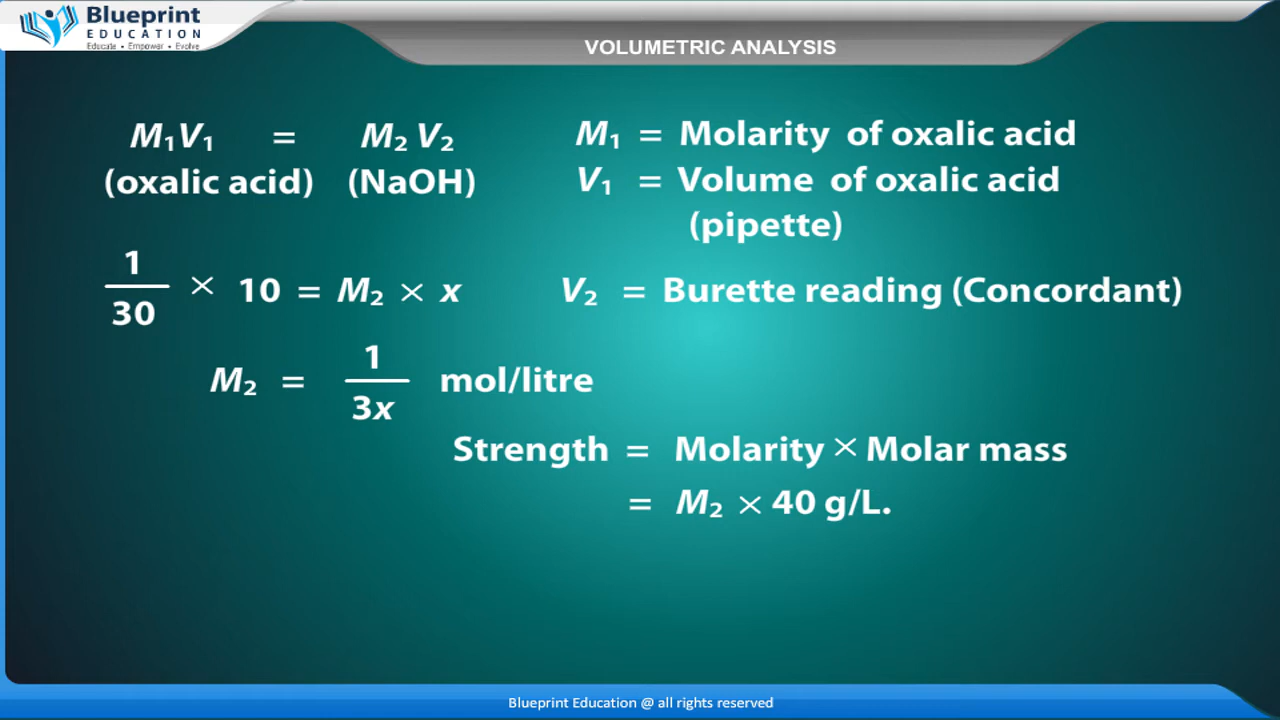 Blueprint
EDUCATION
Educate • Empower • Evolve
VOLUMETRIC ANALYSIS
M₁V₁ = M₂ V₂
(oxalic acid) (NaOH)
M₁ = Molarity of oxalic acid
V₁ = Volume of oxalic acid
(pipette)
1/30 × 10 = M₂ × x
V₂ = Burette reading (Concordant)
M₂ = 1/3x mol/litre
Strength = Molarity × Molar mass
= M₂ × 40 g/L.
Blueprint Education @ all rights reserved